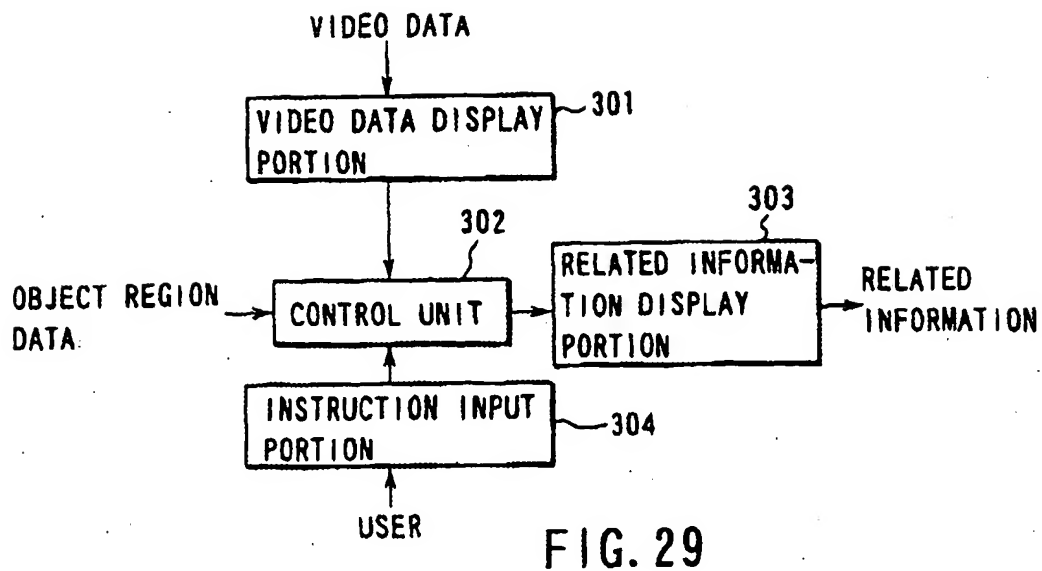 VIDEO DATA
VIDEO DATA DISPLAY
PORTION
301
302
303
OBJECT REGION
DATA
CONTROL UNIT
RELATED INFORMA-
TION DISPLAY
PORTION
RELATED
INFORMATION
INSTRUCTION INPUT
PORTION
304
USER
FIG. 29